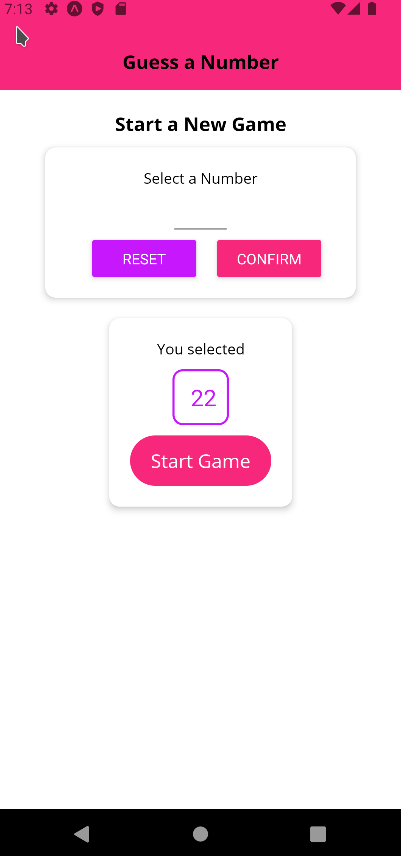 7:13
Guess a Number
Start a New Game
Select a Number
RESET CONFIRM
You selected
22
Start Game